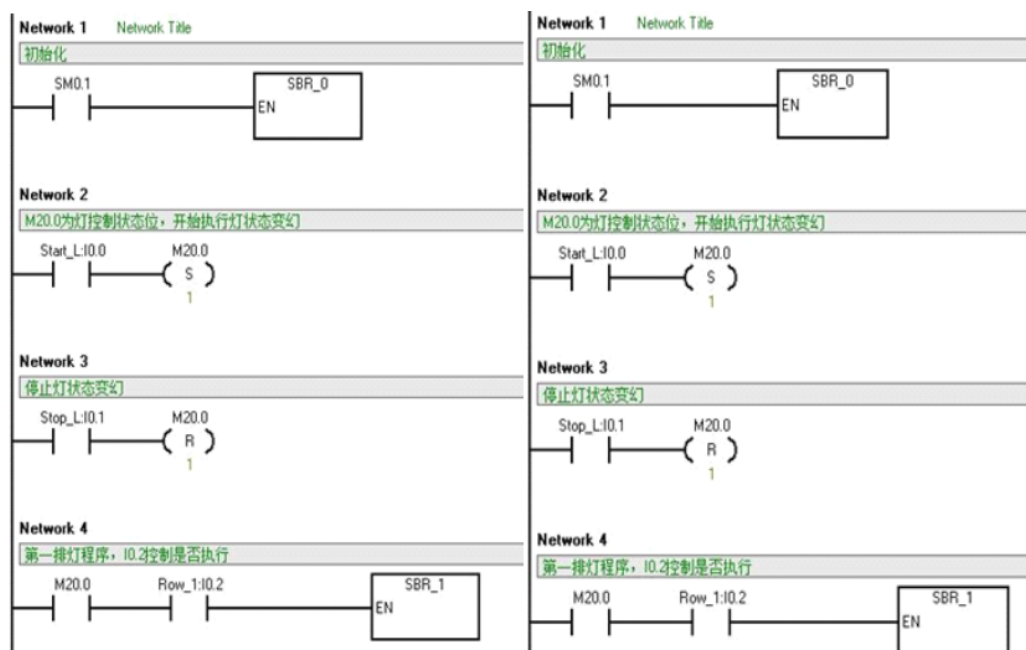 Network 1 Network Title
初始化
SM0.1
SBR_0
EN
Network 2
M20.0为灯控制状态位，开始执行灯状态变幻
Start_L:I0.0 M20.0
S
1
Network 3
停止灯状态变幻
Stop_L:I0.1 M20.0
R
1
Network 4
第一排灯程序，I0.2控制是否执行
M20.0 Row_1:I0.2
SBR_1
EN
Network 1 Network Title
初始化
SM0.1
SBR_0
EN
Network 2
M20.0为灯控制状态位，开始执行灯状态变幻
Start_L:I0.0 M20.0
S
1
Network 3
停止灯状态变幻
Stop_L:I0.1 M20.0
R
1
Network 4
第一排灯程序，I0.2控制是否执行
M20.0 Row_1:I0.2
SBR_1
EN